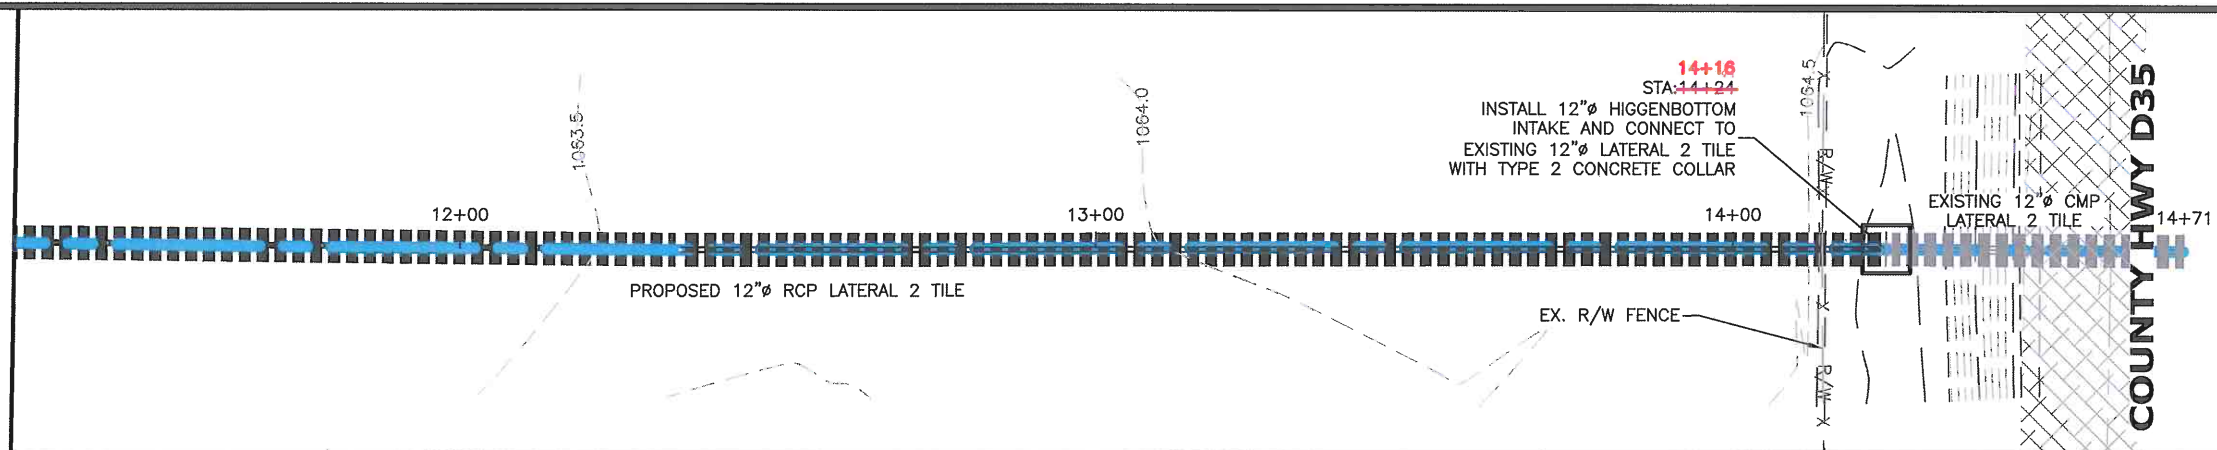 14+16
STA:14+24
INSTALL 12"ø HIGGENBOTTOM
INTAKE AND CONNECT TO
EXISTING 12"ø LATERAL 2 TILE
WITH TYPE 2 CONCRETE COLLAR
1063.5
1064.0
1064.5
R/W
12+00
13+00
14+00
EXISTING 12"ø CMP
LATERAL 2 TILE
14+71
COUNTY HWY D35
PROPOSED 12"ø RCP LATERAL 2 TILE
EX. R/W FENCE
R/W